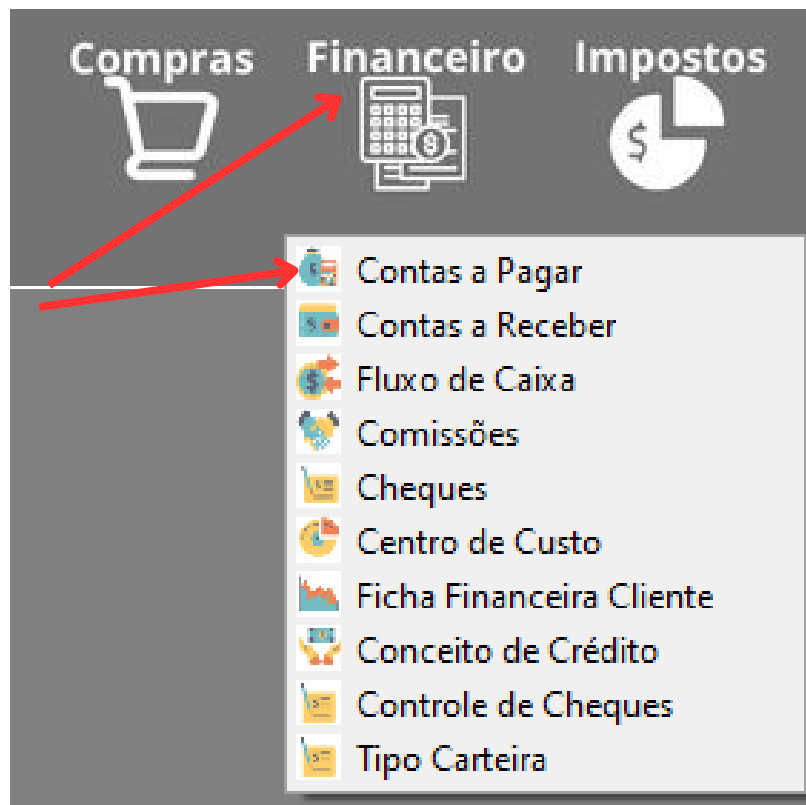 Compras Financeiro Impostos
Contas a Pagar
Contas a Receber
Fluxo de Caixa
Comissões
Cheques
Centro de Custo
Ficha Financeira Cliente
Conceito de Crédito
Controle de Cheques
Tipo Carteira